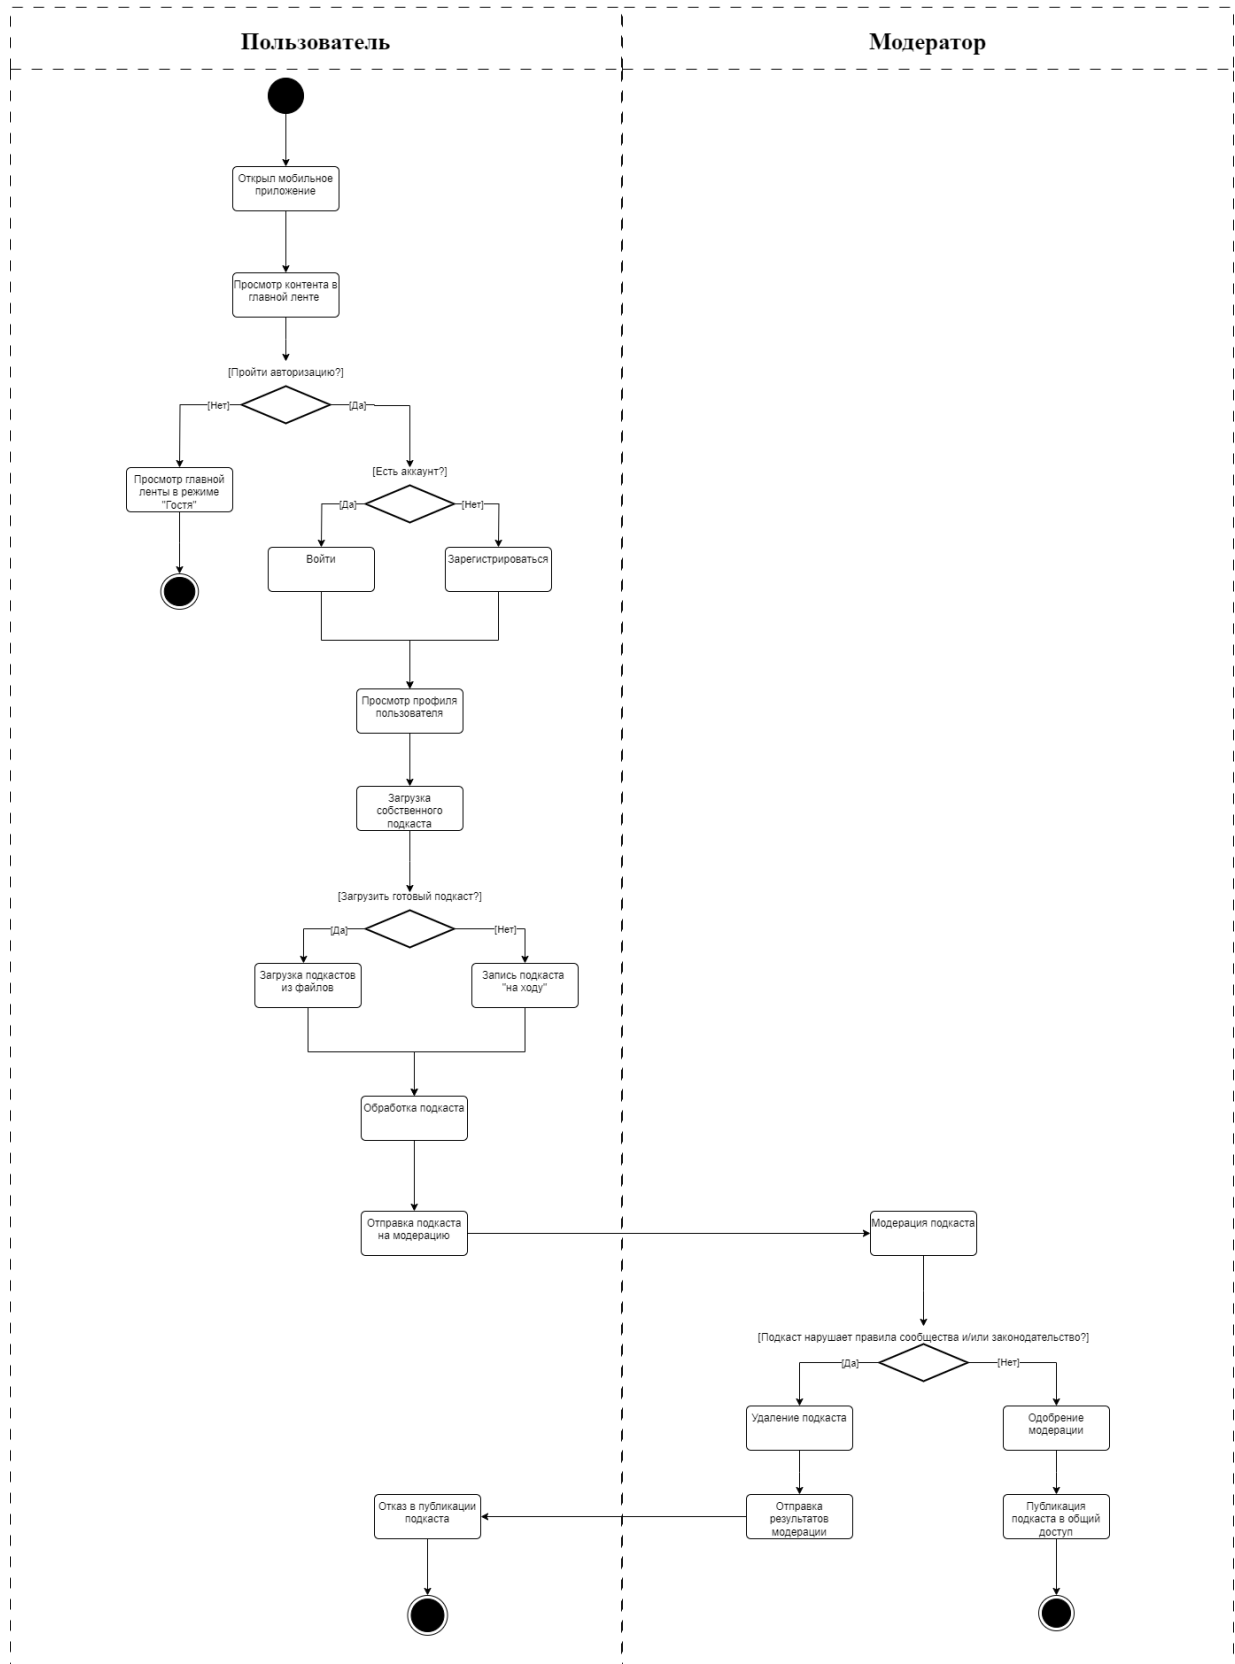 Пользователь
Модератор
Открыл мобильное
приложение
Просмотр контента в
главной ленте
[Пройти авторизацию?]
[Нет]
[Да]
Просмотр главной
ленты в режиме
"Гостя"
[Есть аккаунт?]
[Да]
[Нет]
Войти
Зарегистрироваться
Просмотр профиля
пользователя
Загрузка
собственного
подкаста
[Загрузить готовый подкаст?]
[Да]
[Нет]
Загрузка подкастов
из файлов
Запись подкаста
"на ходу"
Обработка подкаста
Отправка подкаста
на модерацию
Модерация подкаста
[Подкаст нарушает правила сообщества и/или законодательство?]
[Да]
[Нет]
Удаление подкаста
Одобрение
модерации
Отказ в публикации
подкаста
Отправка
результатов
модерации
Публикация
подкаста в общий
доступ